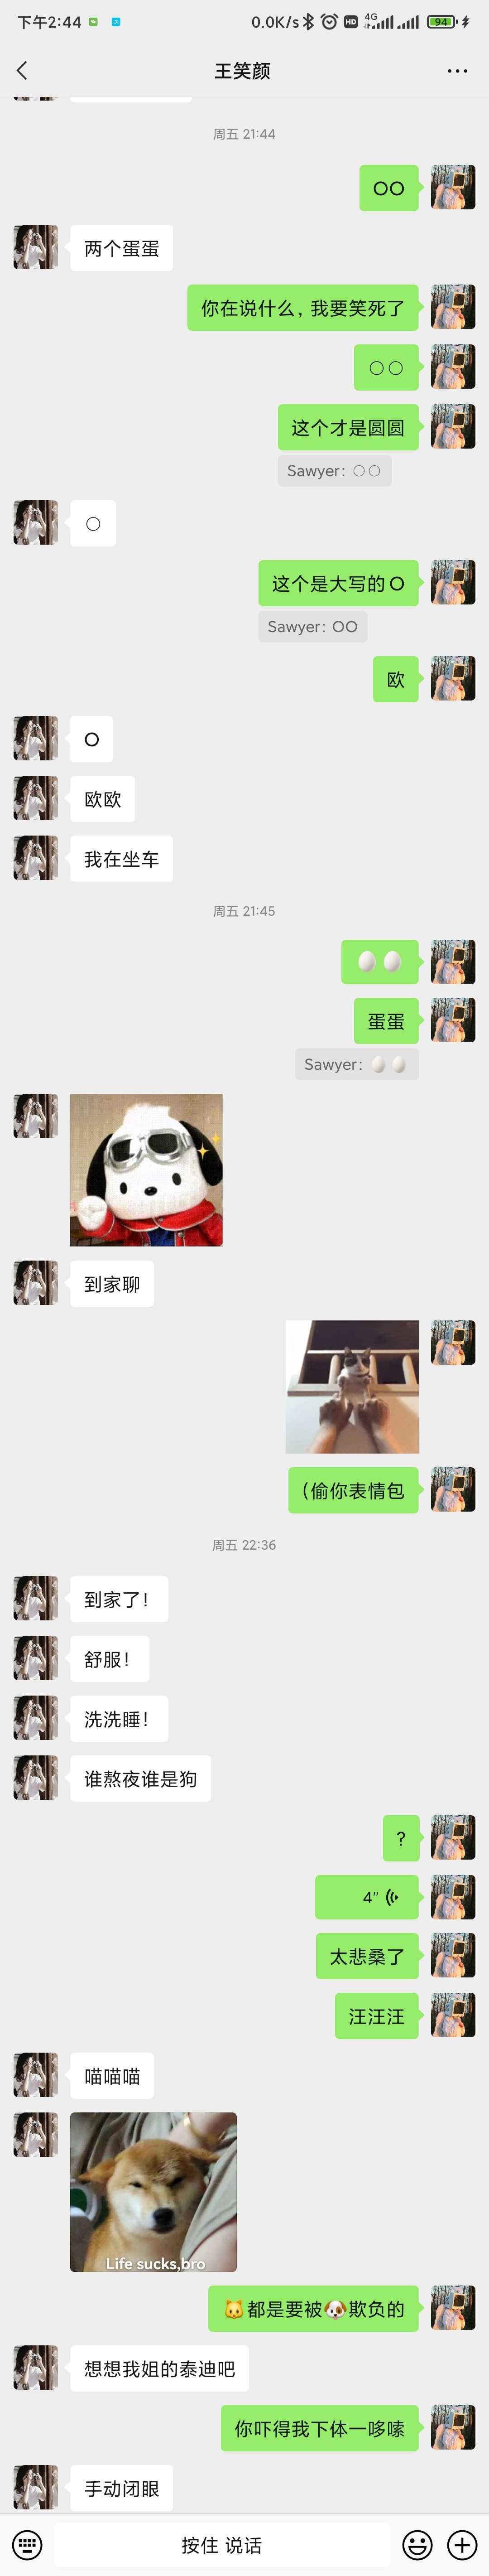 下午2:44
0.0K/s
HD
4G
94
王笑颜
周五 21:44
OO
两个蛋蛋
你在说什么，我要笑死了
○○
这个才是圆圆
Sawyer：○○
○
这个是大写的O
Sawyer：OO
欧
O
欧欧
我在坐车
周五 21:45
🥚🥚
蛋蛋
Sawyer：🥚🥚
到家聊
（偷你表情包
周五 22:36
到家了！
舒服！
洗洗睡！
谁熬夜谁是狗
?
4"
太悲桑了
汪汪汪
喵喵喵
Life sucks,bro
🐱都是要被🐶欺负的
想想我姐的泰迪吧
你吓得我下体一哆嗦
手动闭眼
按住 说话